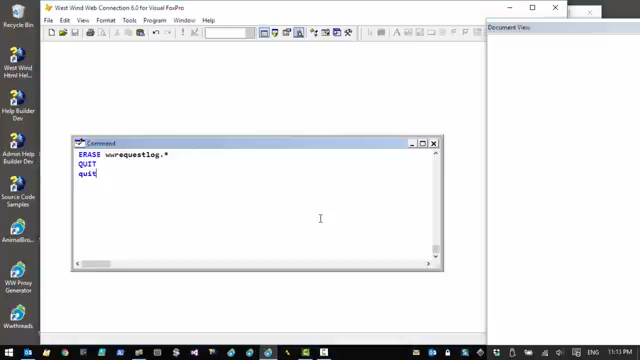 West Wind Web Connection 6.0 for Visual FoxPro
File Edit View Format Tools Program Window Help
Document View
Recycle Bin
West Wind
Html Hel...
Help Builder
Dev
Admin Help
Builder Dev
Source Code
Samples
AnimalBro...
WW Proxy
Generator
Wwthreads
Command
ERASE wwrequestlog.*
QUIT
quit
ENG
11:13 PM